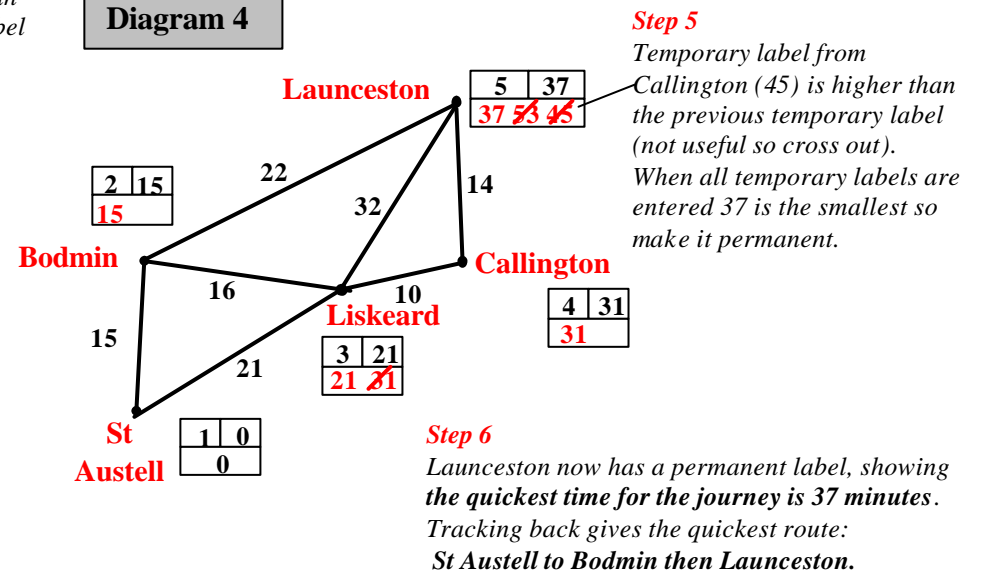 Diagram 4
Step 5
Temporary label from
Callington (45) is higher than
the previous temporary label
(not useful so cross out).
When all temporary labels are
entered 37 is the smallest so
make it permanent.
Launceston
5 37
37 53 45
22
32
14
2 15
15
Bodmin
Callington
16
10
Liskeard
4 31
31
15
21
3 21
21 31
St
Austell
1 0
0
Step 6
Launceston now has a permanent label, showing
the quickest time for the journey is 37 minutes.
Tracking back gives the quickest route:
St Austell to Bodmin then Launceston.